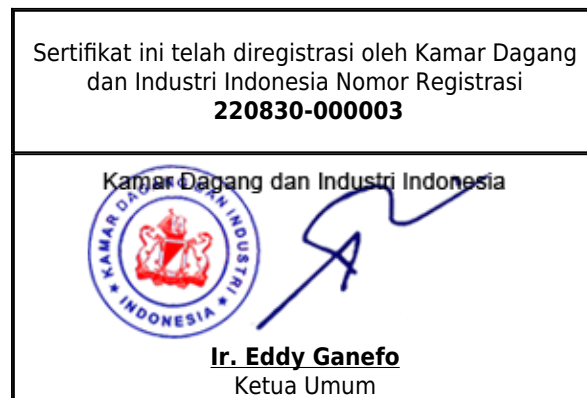 Sertifikat ini telah diregistrasi oleh Kamar Dagang
dan Industri Indonesia Nomor Registrasi
220830-000003
Kamar Dagang dan Industri Indonesia
KAMAR DAGANG DAN INDUSTRI
INDONESIA
Ir. Eddy Ganefo
Ketua Umum